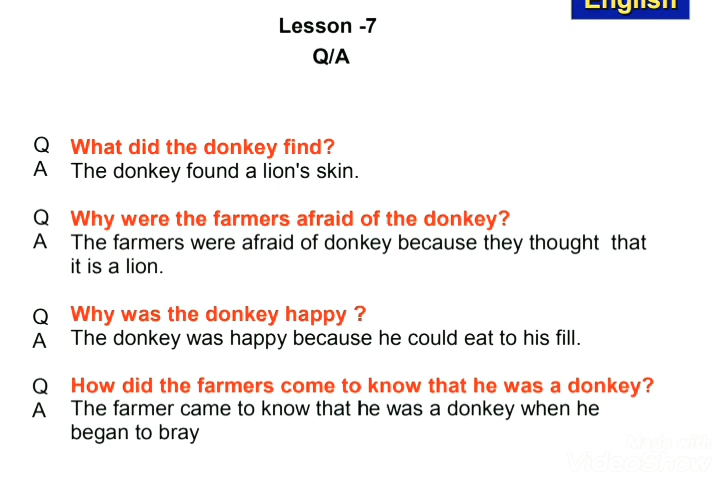 English
Lesson -7
Q/A
Q What did the donkey find?
A The donkey found a lion's skin.
Q Why were the farmers afraid of the donkey?
A The farmers were afraid of donkey because they thought that
it is a lion.
Q Why was the donkey happy ?
A The donkey was happy because he could eat to his fill.
Q How did the farmers come to know that he was a donkey?
A The farmer came to know that he was a donkey when he
began to bray
Made with
VideoShow